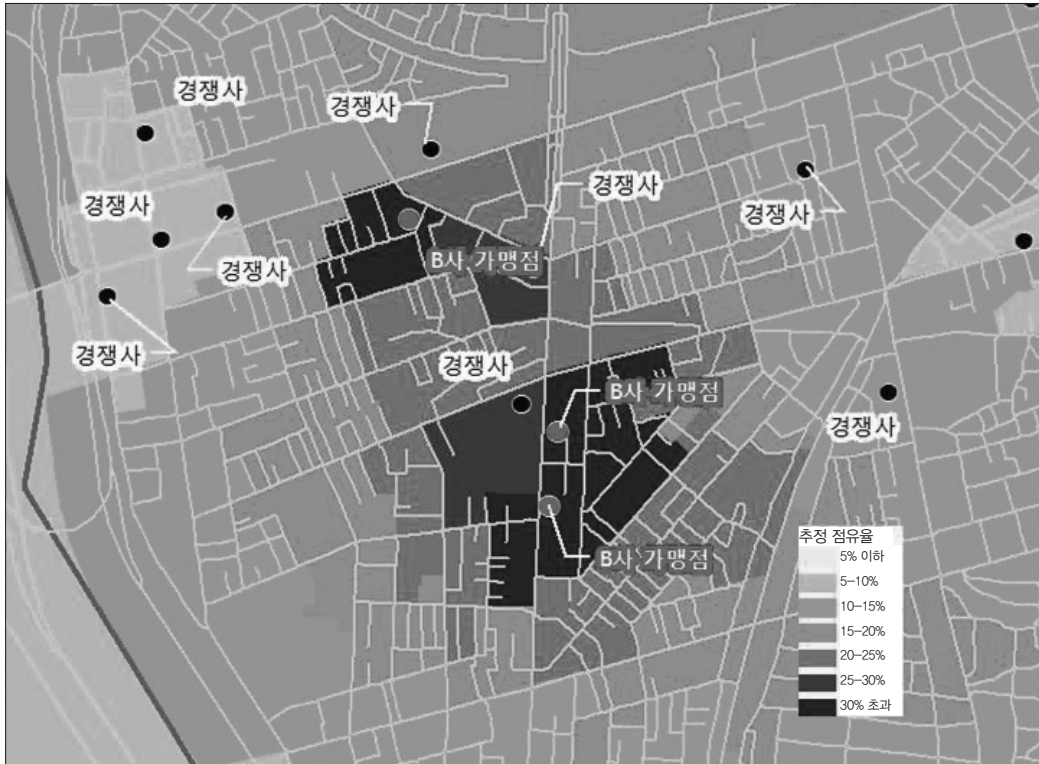 경쟁사
경쟁사
경쟁사
경쟁사
경쟁사
B사 가맹점
경쟁사
경쟁사
경쟁사
B사 가맹점
경쟁사
B사 가맹점
추정 점유율
5% 이하
5-10%
10-15%
15-20%
20-25%
25-30%
30% 초과